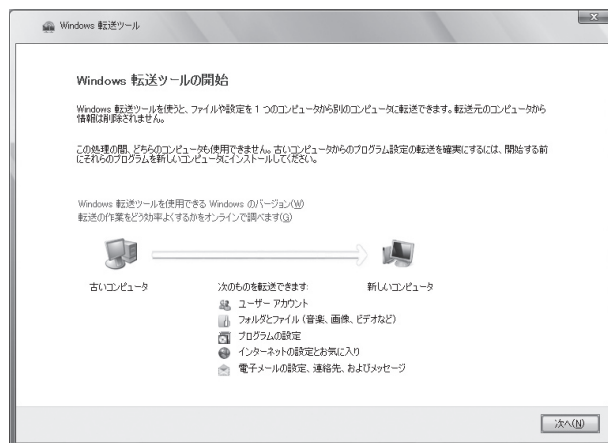 Windows 転送ツール
Windows 転送ツールの開始
Windows 転送ツールを使うと、ファイルや設定を 1 つのコンピュータから別のコンピュータに転送できます。転送元のコンピュータから
情報は削除されません。
この処理の間、どちらのコンピュータも使用できません。古いコンピュータからのプログラム設定の転送を確実にするには、開始する前
にそれらのプログラムを新しいコンピュータにインストールしてください。
Windows 転送ツールを使用できる Windows のバージョン(W)
転送の作業をどう効率よくするかをオンラインで調べます(G)
古いコンピュータ
次のものを転送できます:
新しいコンピュータ
ユーザー アカウント
フォルダとファイル (音楽、画像、ビデオなど)
プログラムの設定
インターネットの設定とお気に入り
電子メールの設定、連絡先、およびメッセージ
次へ(N)